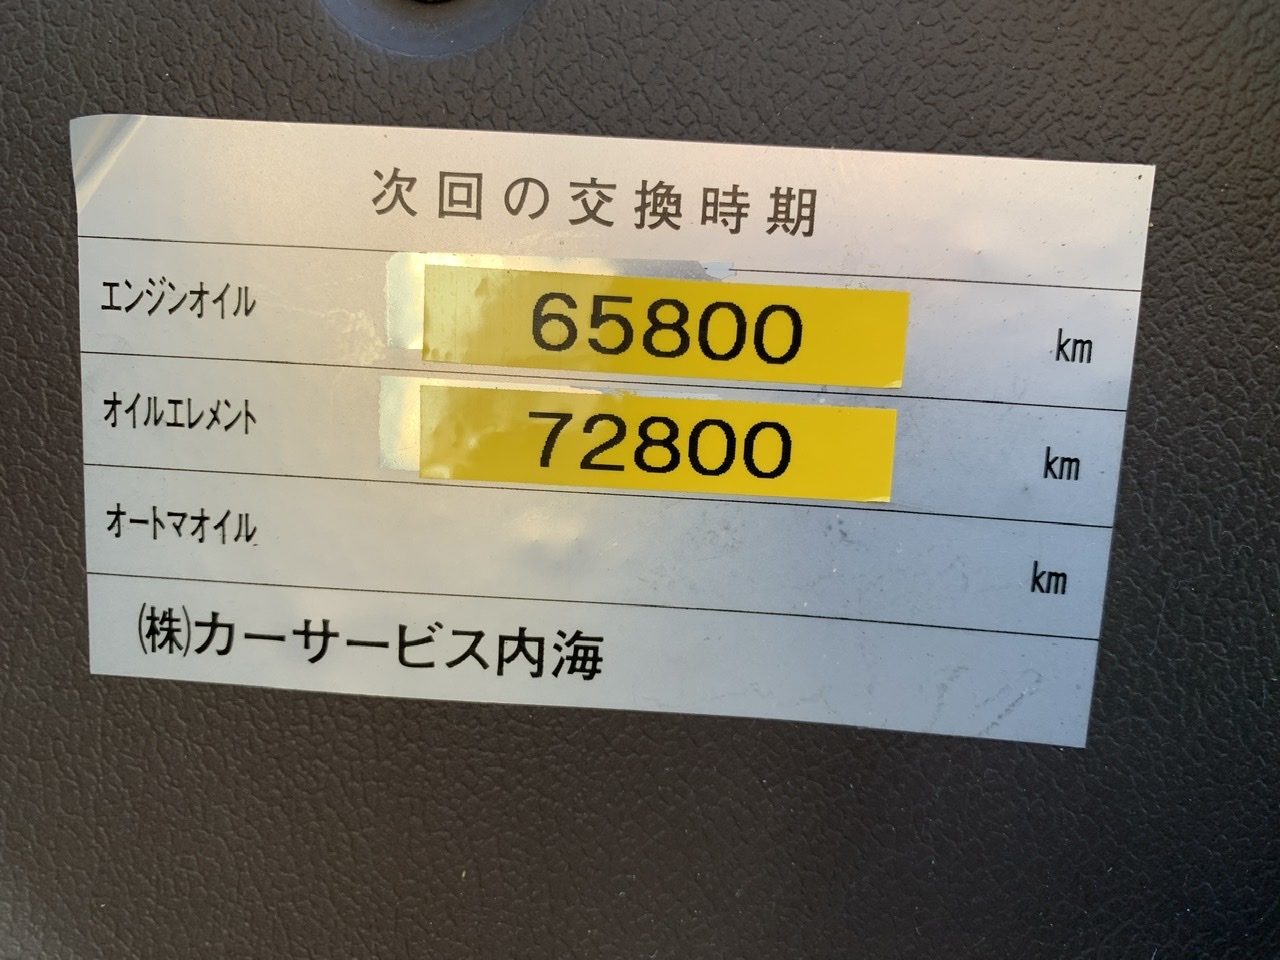 次回の交換時期
エンジンオイル 65800 km
オイルエレメント 72800 km
オートマオイル km
㈱カーサービス内海